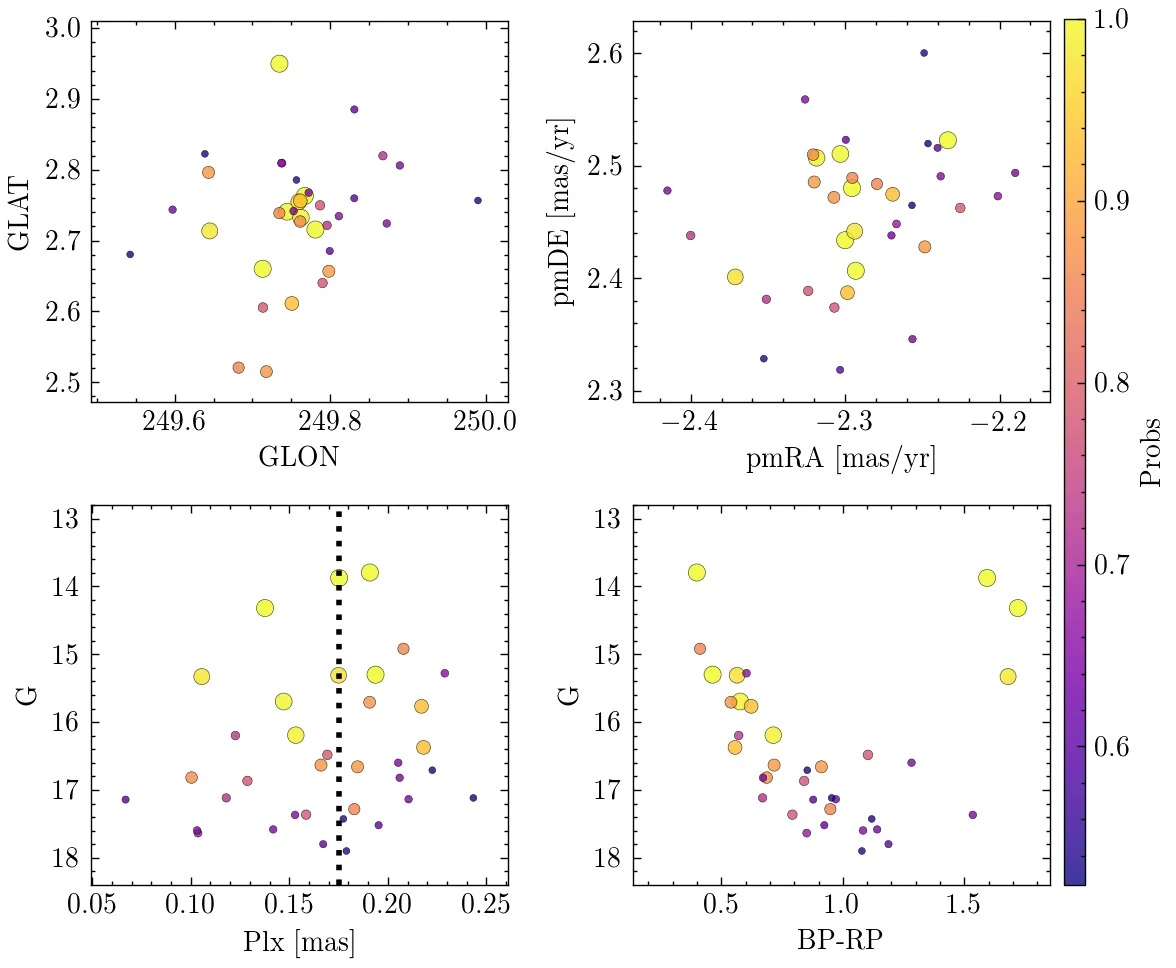 3.0
2.9
2.8
2.7
2.6
2.5
GLAT
249.6 249.8 250.0
GLON
2.6
2.5
2.4
2.3
pmDE [mas/yr]
−2.4 −2.3 −2.2
pmRA [mas/yr]
1.0
0.9
0.8
0.7
0.6
Probs
13
14
15
16
17
18
G
0.05 0.10 0.15 0.20 0.25
Plx [mas]
13
14
15
16
17
18
G
0.5 1.0 1.5
BP-RP